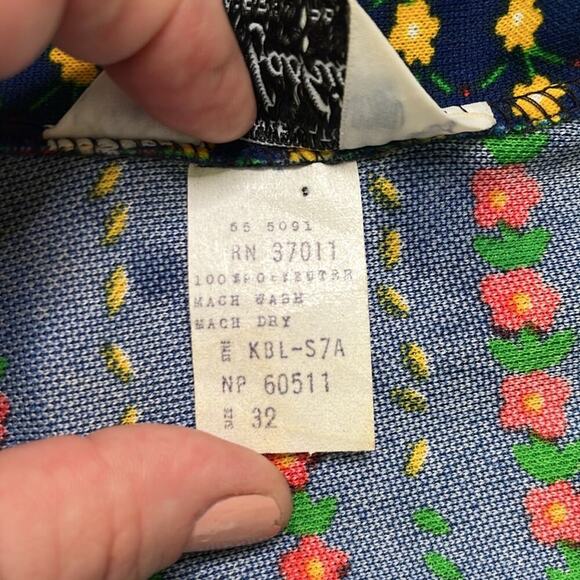 55 5091
RN 37011
100%POLYESTER
MACH WASH
MACH DRY
KBL-S7A
NP 60511
32